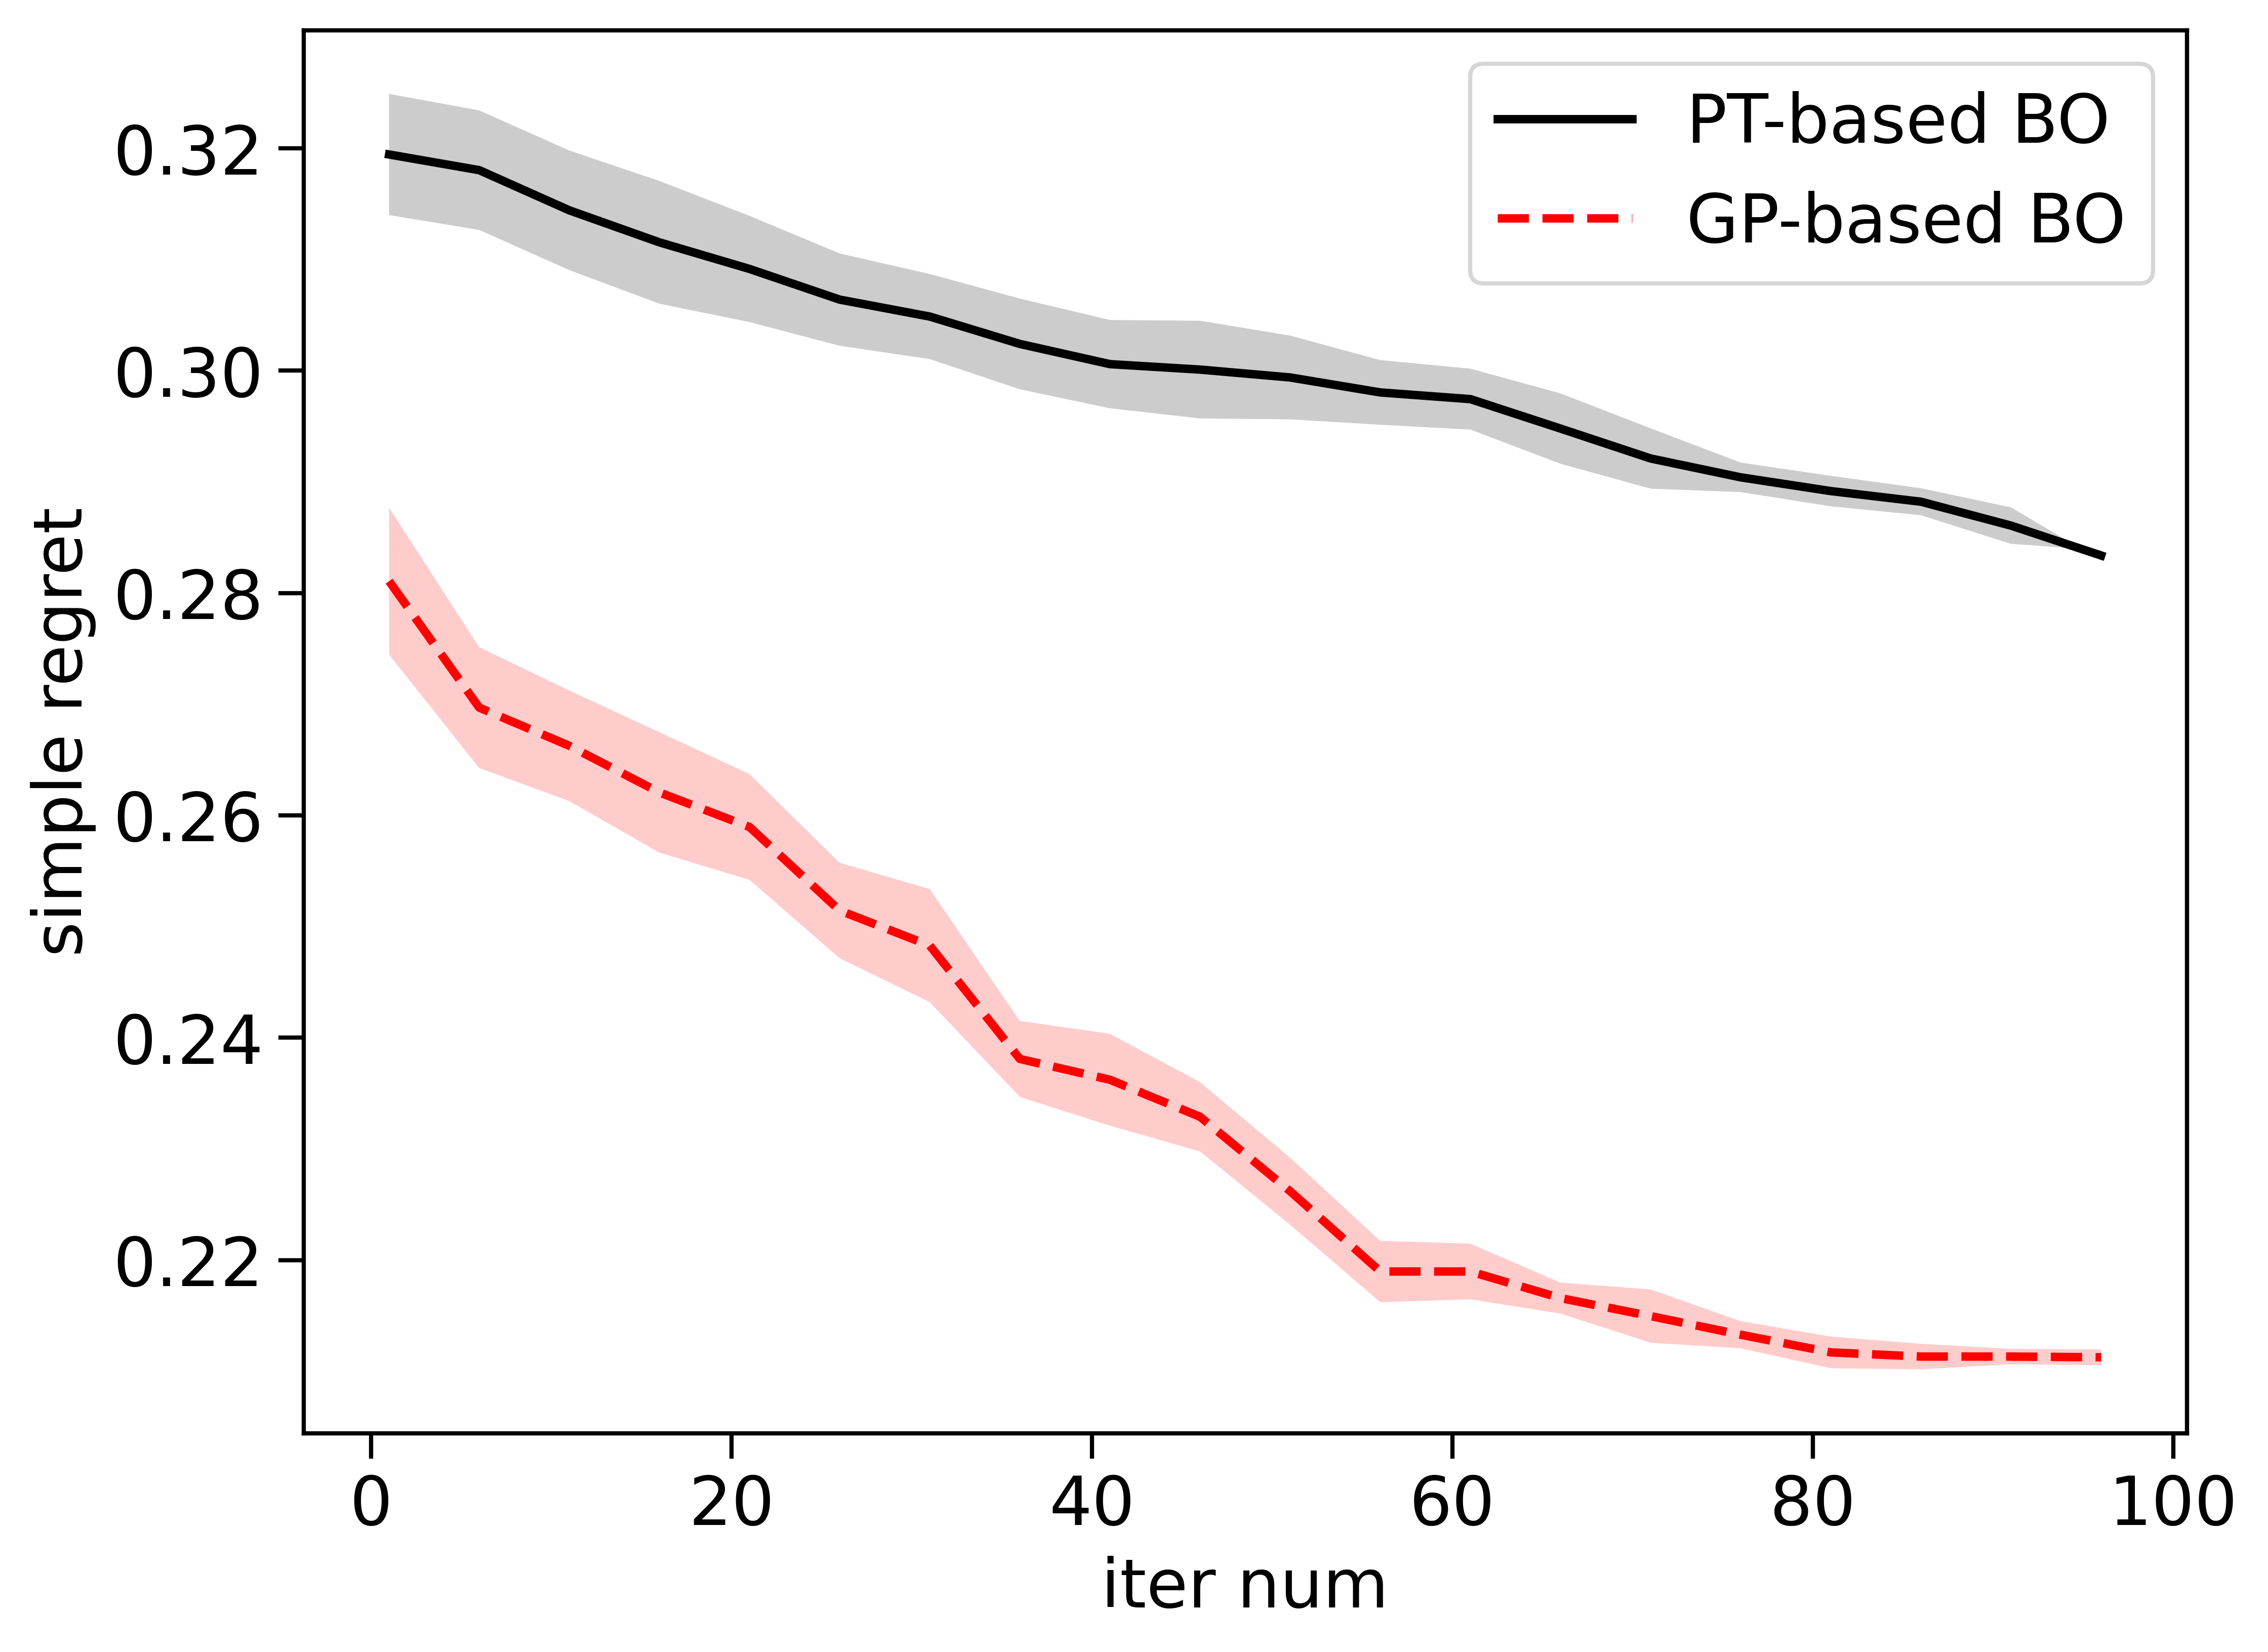 PT-based BO
GP-based BO
0.32
0.30
0.28
0.26
0.24
0.22
simple regret
0 20 40 60 80 100
iter num